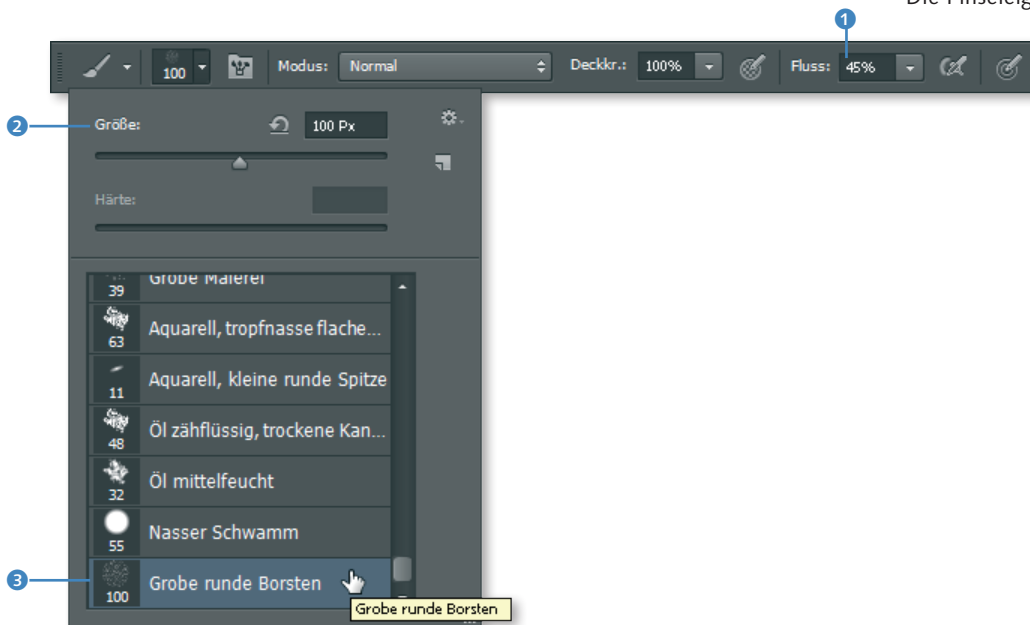 Die Pinseleig
1
100 Modus: Normal Deckkr.: 100% Fluss: 45%
2 Größe: 100 Px
Härte:
39 Grobe Malerei
63 Aquarell, tropfnasse flache...
11 Aquarell, kleine runde Spitze
48 Öl zähflüssig, trockene Kan...
32 Öl mittelfeucht
55 Nasser Schwamm
3 100 Grobe runde Borsten
Grobe runde Borsten